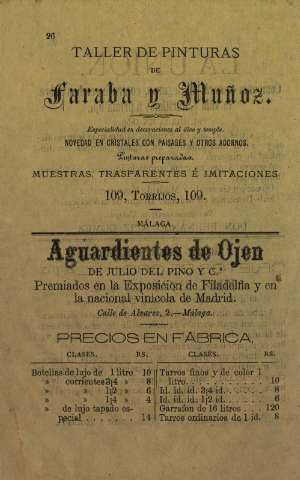 26
TALLER DE PINTURAS
DE
Faraba y Muñoz.
Especialidad en decoraciones al óleo y temple.
NOVEDAD EN CRISTALES CON PAISAGES Y OTROS ADORNOS.
Pinturas preparadas.
MUESTRAS, TRASPARENTES É IMITACIONES
109, TORRIJOS, 109.
MÁLAGA
Aguardientes de Ojen
DE JULIO DEL PINO Y C.ª
Premiados en la Exposicion de Filadelfia y en
la nacional vinícola de Madrid.
Calle de Alvarez, 2.—Málaga.
PRECIOS EN FÁBRICA,
CLASES. RS.
Botellas de lujo de 1 litro 10
» corrientes 3¡4 » 8
» » 1¡2 » 6
» » 1¡4 » 4
» de lujo tapado es-
pecial 14
CLASES. RS.
Tarros finos y de color 1
litro 10
Id. id. id. 3¡4 id. 8
Id. id. id. 1¡2 id. 6
Garrafon de 16 litros 120
Tarros ordinarios de 1 id. 8